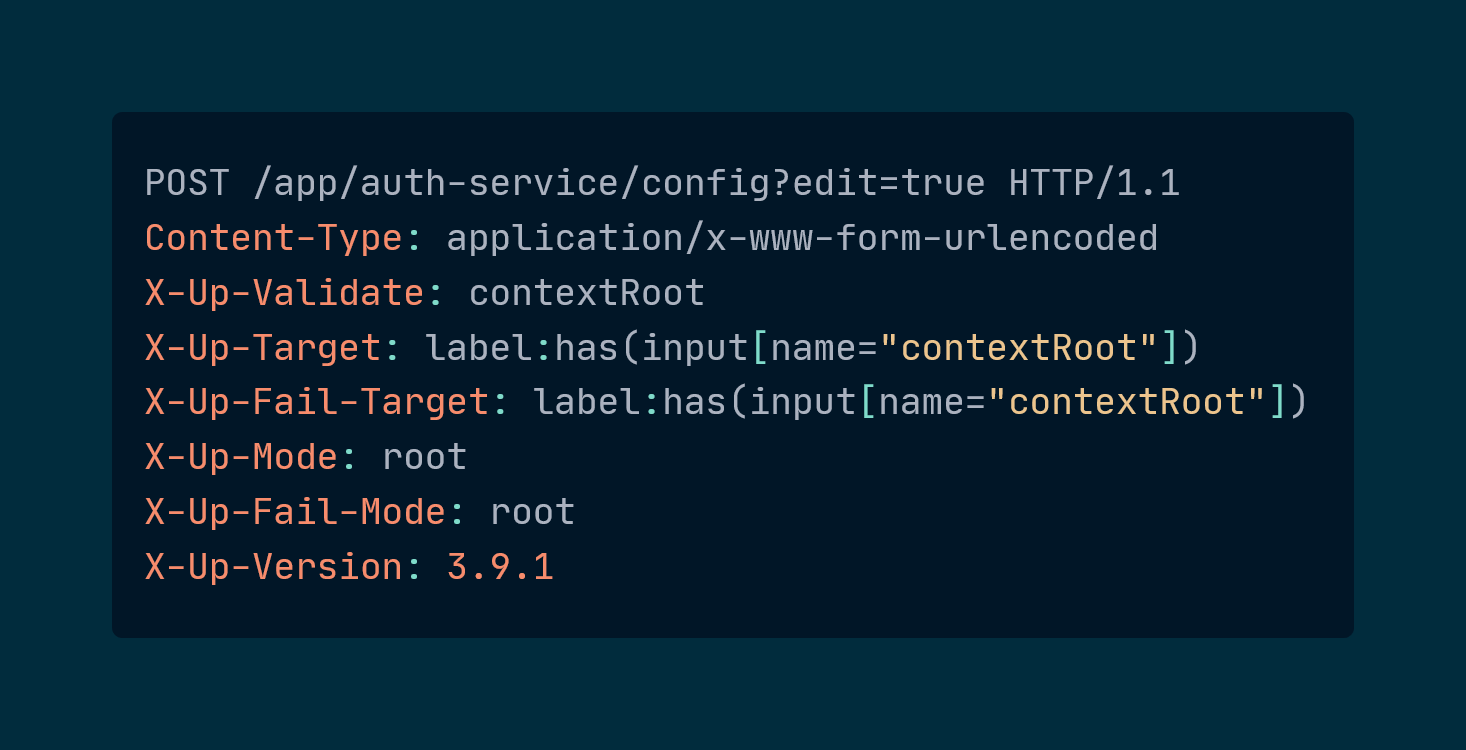 POST /app/auth-service/config?edit=true HTTP/1.1
Content-Type: application/x-www-form-urlencoded
X-Up-Validate: contextRoot
X-Up-Target: label:has(input[name="contextRoot"])
X-Up-Fail-Target: label:has(input[name="contextRoot"])
X-Up-Mode: root
X-Up-Fail-Mode: root
X-Up-Version: 3.9.1